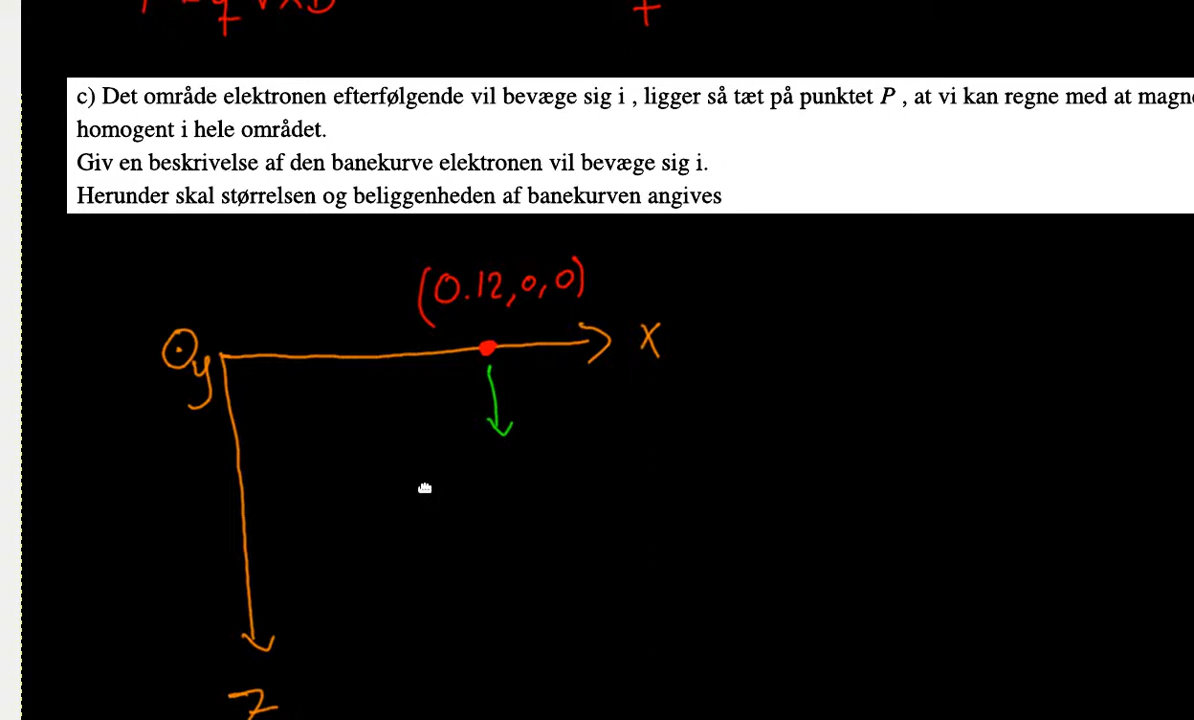 c) Det område elektronen efterfølgende vil bevæge sig i , ligger så tæt på punktet P , at vi kan regne med at magn
homogent i hele området.
Giv en beskrivelse af den banekurve elektronen vil bevæge sig i.
Herunder skal størrelsen og beliggenheden af banekurven angives
(0.12,0,0)
y
x
z